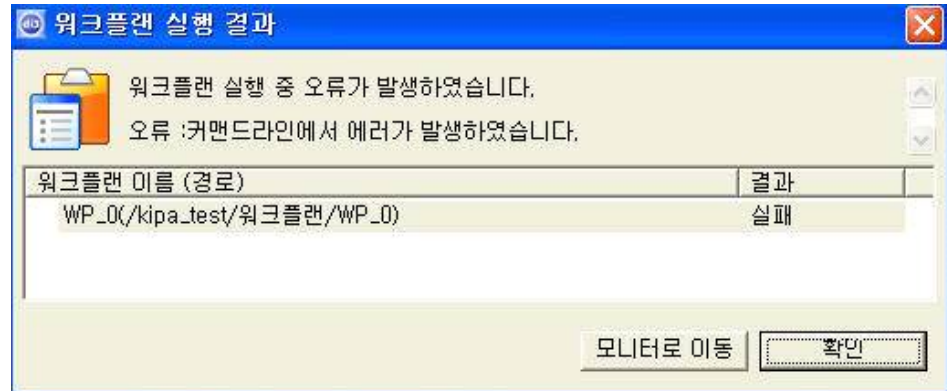 워크플랜 실행 결과
워크플랜 실행 중 오류가 발생하였습니다.
오류 :커맨드라인에서 에러가 발생하였습니다.
워크플랜 이름 (경로) 결과
WP_0(/kipa_test/워크플랜/WP_0) 실패
모니터로 이동 확인